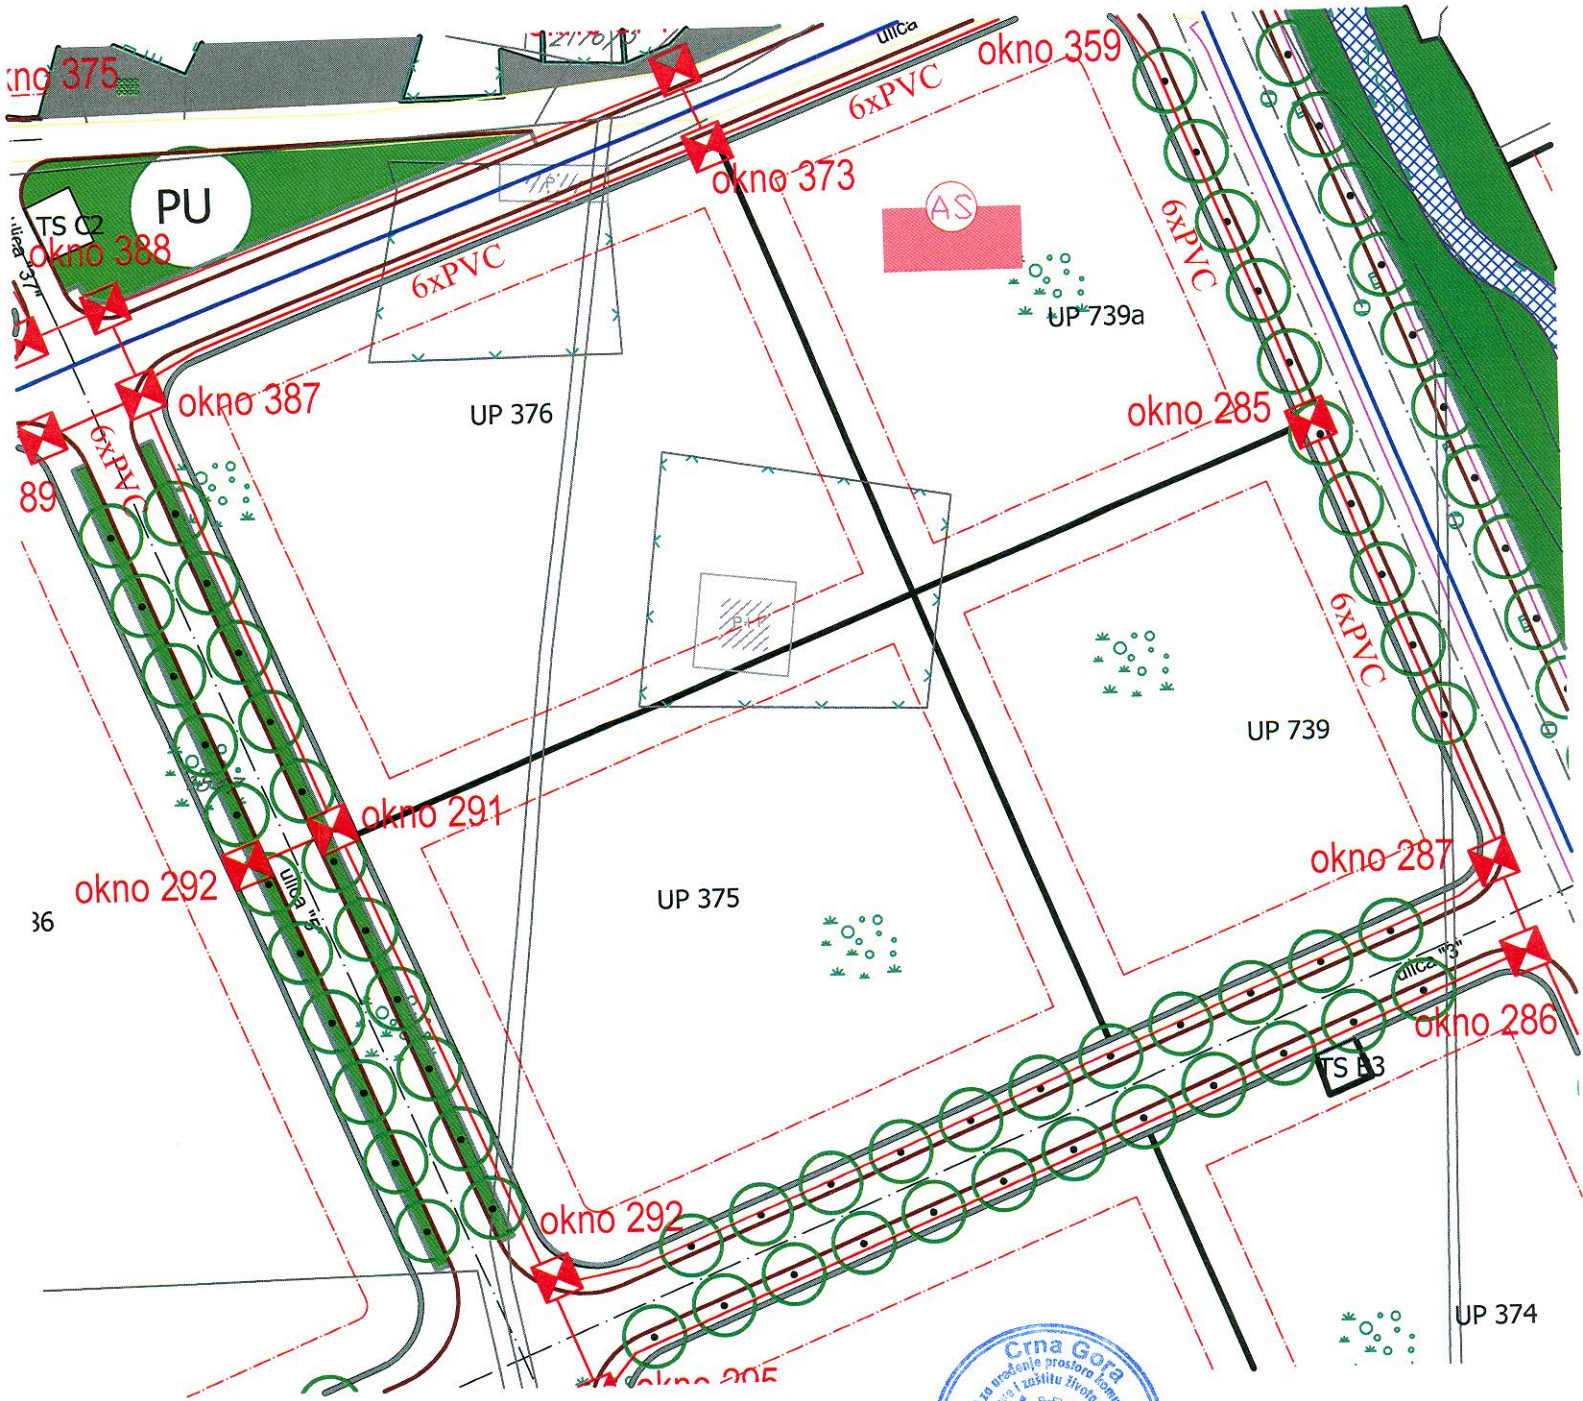 okno 359
ulica
6xPVC
PU
TS C2
okno 373
AS
okno 388
6xPVC
6xPVC
UP 739a
okno 387
UP 376
okno 285
6xPVC
89
6xPVC
UP 739
okno 291
okno 287
okno 292
ulica "5"
UP 375
36
ulica "3"
okno 286
TS B3
okno 292
UP 374
Crna Gora